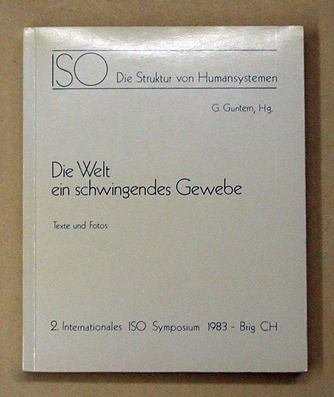 ISO Die Struktur von Humansystemen
G. Guntern, Hg.
Die Welt
ein schwingendes Gewebe
Texte und Fotos
2. Internationales ISO Symposium 1983 - Brig CH